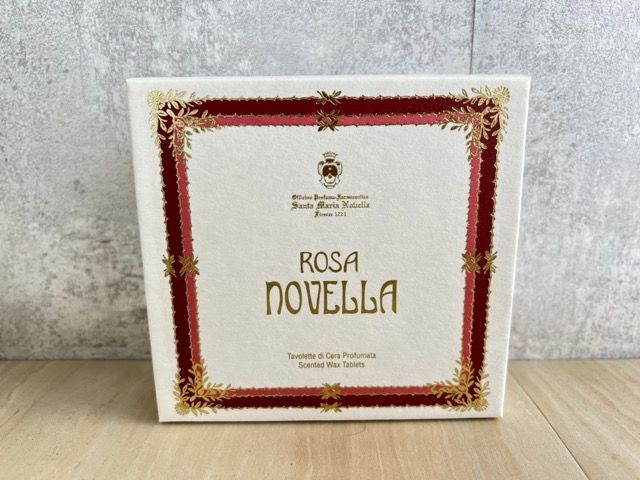 Officina Profumo-Farmaceutica
Santa Maria Novella
Firenze 1221
ROSA
NOVELLA
Tavolette di Cera Profumata
Scented Wax Tablets